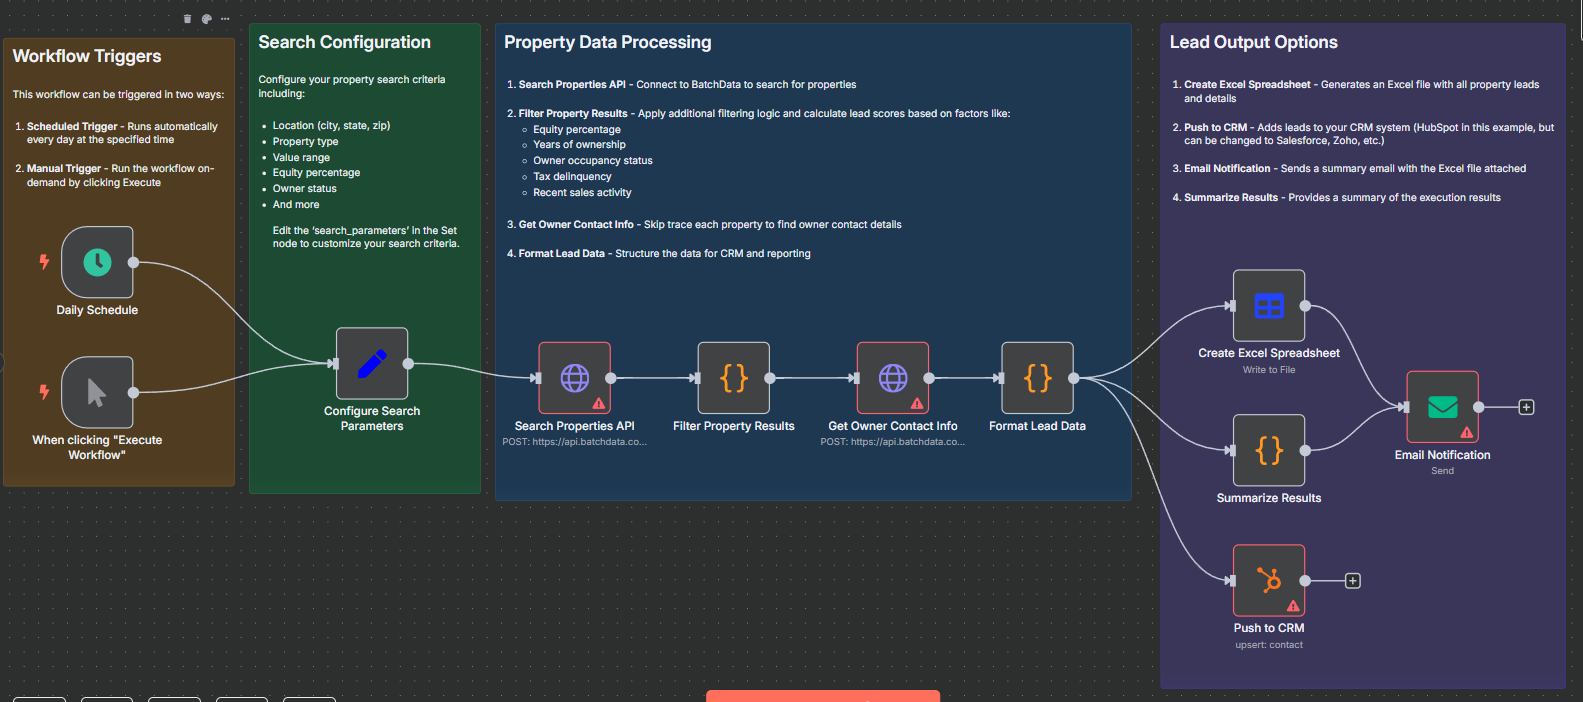 Workflow Triggers
This workflow can be triggered in two ways:
1. Scheduled Trigger - Runs automatically
every day at the specified time
2. Manual Trigger - Run the workflow on-
demand by clicking Execute
Daily Schedule
When clicking "Execute
Workflow"
Search Configuration
Configure your property search criteria
including:
Location (city, state, zip)
Property type
Value range
Equity percentage
Owner status
And more
Edit the 'search_parameters' in the Set
node to customize your search criteria.
Configure Search
Parameters
Property Data Processing
1. Search Properties API - Connect to BatchData to search for properties
2. Filter Property Results - Apply additional filtering logic and calculate lead scores based on factors like:
Equity percentage
Years of ownership
Owner occupancy status
Tax delinquency
Recent sales activity
3. Get Owner Contact Info - Skip trace each property to find owner contact details
4. Format Lead Data - Structure the data for CRM and reporting
Search Properties API
POST: https://api.batchdata.co...
Filter Property Results
Get Owner Contact Info
POST: https://api.batchdata.co...
Format Lead Data
Lead Output Options
1. Create Excel Spreadsheet - Generates an Excel file with all property leads
and details
2. Push to CRM - Adds leads to your CRM system (HubSpot in this example, but
can be changed to Salesforce, Zoho, etc.)
3. Email Notification - Sends a summary email with the Excel file attached
4. Summarize Results - Provides a summary of the execution results
Create Excel Spreadsheet
Write to File
Summarize Results
Email Notification
Send
Push to CRM
upsert: contact